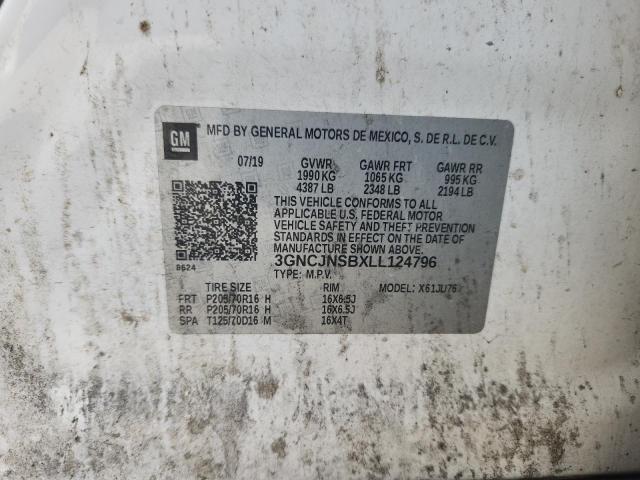 GM
MFD BY GENERAL MOTORS DE MEXICO, S. DE R.L. DE C.V.
07/19 GVWR GAWR FRT GAWR RR
1990 KG 1065 KG 995 KG
4387 LB 2348 LB 2194 LB
THIS VEHICLE CONFORMS TO ALL
APPLICABLE U.S. FEDERAL MOTOR
VEHICLE SAFETY AND THEFT PREVENTION
STANDARDS IN EFFECT ON THE DATE OF
MANUFACTURE SHOWN ABOVE.
3GNCJNSBXLL124796
8624
TYPE: M.P.V. MODEL: X61JU76
TIRE SIZE RIM
FRT P205/70R16 H 16X6.5J
RR P205/70R16 H 16X6.5J
SPA T125/70D16 M 16X4T